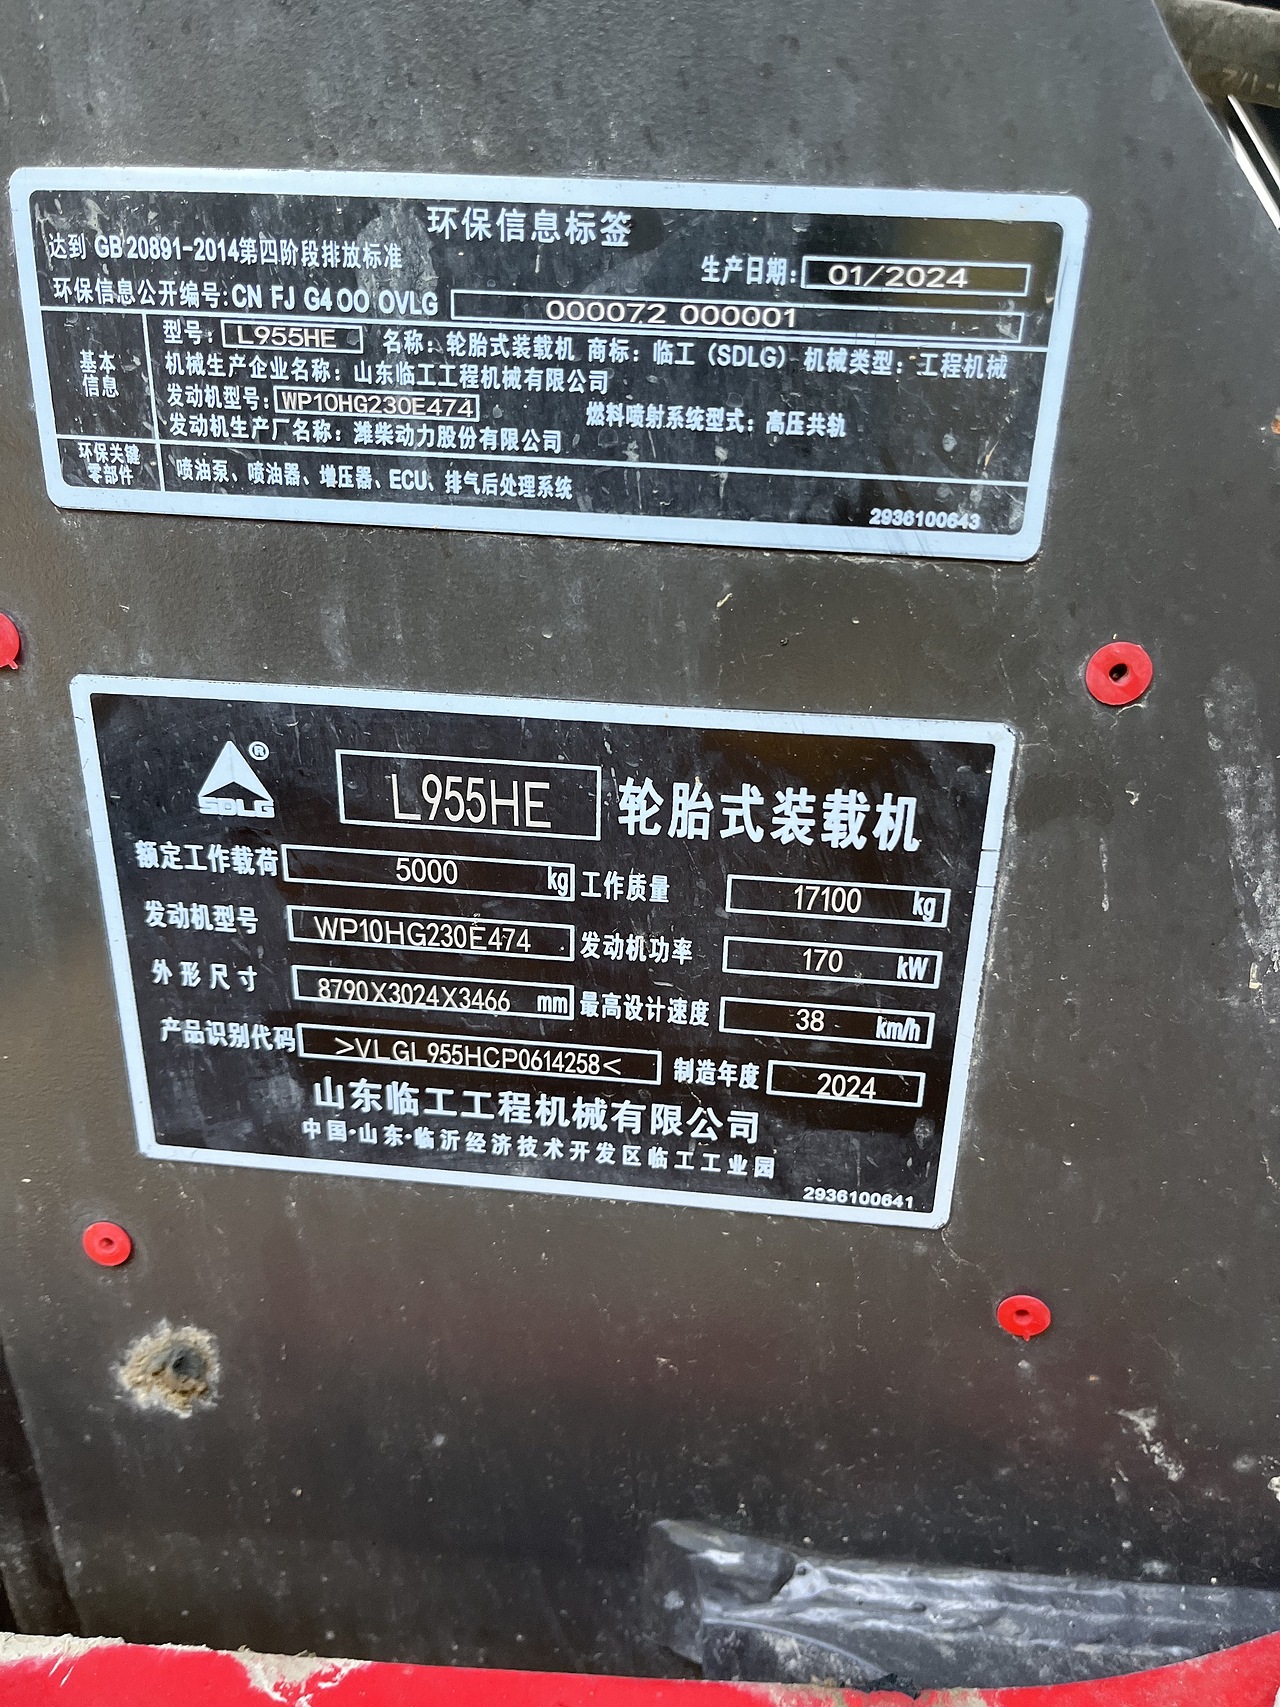 环保信息标签
达到 GB 20891-2014第四阶段排放标准
生产日期: 01/2024
环保信息公开编号: CN FJ G4 00 0VLG 000072 000001
基本信息
型号: L955HE 名称: 轮胎式装载机 商标: 临工（SDLG） 机械类型: 工程机械
机械生产企业名称: 山东临工工程机械有限公司
发动机型号: WP10HG230E474 燃料喷射系统型式: 高压共轨
发动机生产厂名称: 潍柴动力股份有限公司
环保关键零部件
喷油泵、喷油器、增压器、ECU、排气后处理系统
2936100643
SDLG ® L955HE 轮胎式装载机
额定工作载荷 5000 kg 工作质量 17100 kg
发动机型号 WP10HG230E474 发动机功率 170 kW
外形尺寸 8790X3024X3466 mm 最高设计速度 38 km/h
产品识别代码 >VLGL955HCP0614258< 制造年度 2024
山东临工工程机械有限公司
中国·山东·临沂经济技术开发区临工工业园
2936100641